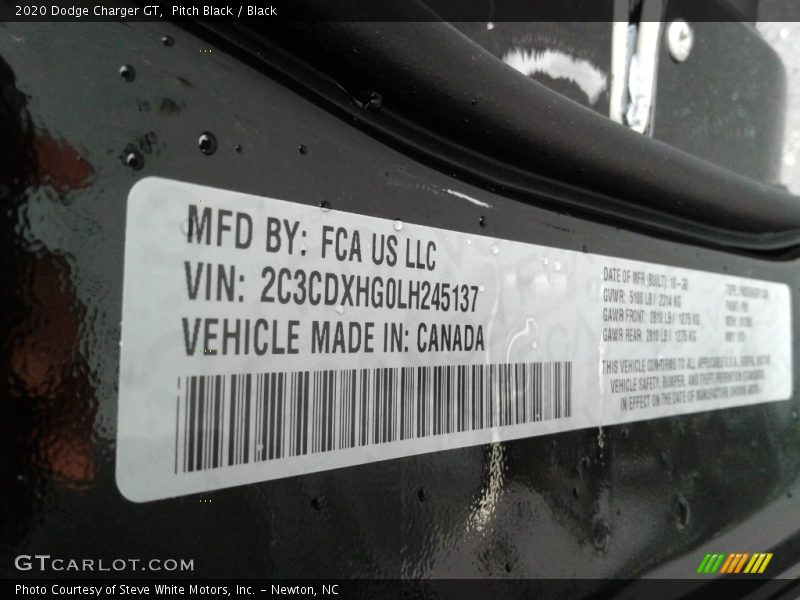 2020 Dodge Charger GT,  Pitch Black / Black
MFD BY: FCA US LLC
VIN: 2C3CDXHG0LH245137
VEHICLE MADE IN: CANADA
DATE OF MFR (BUILT): 10-20
GVWR: 5100 LB / 2314 KG
GAWR FRONT: 2810 LB / 1275 KG
GAWR REAR: 2810 LB / 1275 KG
THIS VEHICLE CONFORMS TO ALL APPLICABLE U.S.A. FEDERAL MOTOR
VEHICLE SAFETY, BUMPER, AND THEFT PREVENTION STANDARDS
IN EFFECT ON THE DATE OF MANUFACTURE SHOWN ABOVE
GTCARLOT.COM
Photo Courtesy of Steve White Motors, Inc. – Newton, NC